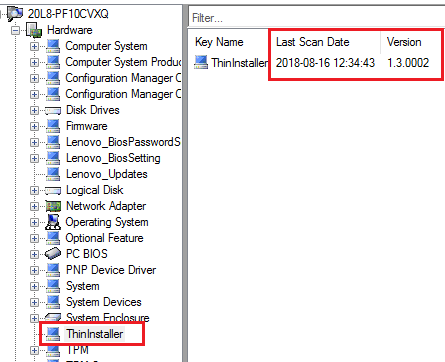 20L8-PF10CVXQ
Hardware
Computer System
Computer System Produc
Configuration Manager C
Configuration Manager C
Disk Drives
Firmware
Lenovo_BiosPasswordS
Lenovo_BiosSetting
Lenovo_Updates
Logical Disk
Network Adapter
Operating System
Optional Feature
PC BIOS
PNP Device Driver
System
System Devices
System Enclosure
ThinInstaller
TPM
Filter...
Key Name Last Scan Date Version
ThinInstaller 2018-08-16 12:34:43 1.3.0002